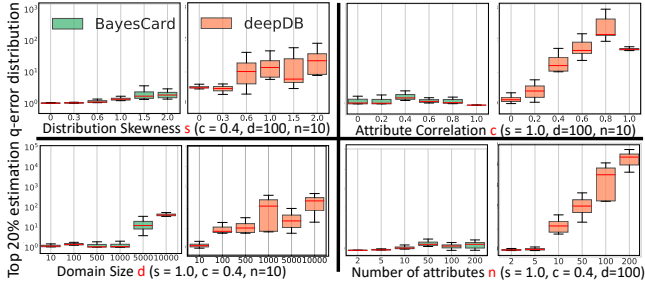 BayesCard
deepDB
Top 20% estimation q-error distribution
10³
10²
10¹
10⁰
0 0.3 0.6 1.0 1.5 2.0
0 0.3 0.6 1.0 1.5 2.0
Distribution Skewness s (c = 0.4, d=100, n=10)
0 0.2 0.4 0.6 0.8 1.0
0 0.2 0.4 0.6 0.8 1.0
Attribute Correlation c (s = 1.0, d=100, n=10)
10⁵
10⁴
10³
10²
10¹
10⁰
10 100 500 1000 5000 10000
10 100 500 1000 5000 10000
Domain Size d (s = 1.0, c = 0.4, n=10)
2 5 10 50 100 200
2 5 10 50 100 200
Number of attributes n (s = 1.0, c = 0.4, d=100)